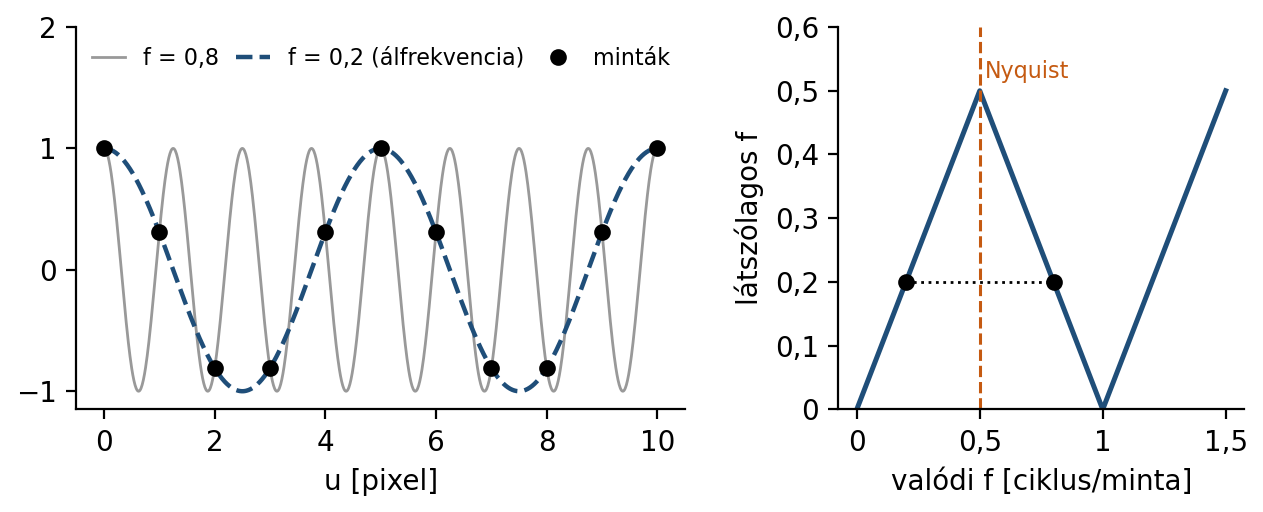 2
1
0
−1
f = 0,8 f = 0,2 (álfrekvencia) minták
0 2 4 6 8 10
u [pixel]
0,6
0,5
0,4
0,3
0,2
0,1
0
látszólagos f
Nyquist
0 0,5 1 1,5
valódi f [ciklus/minta]